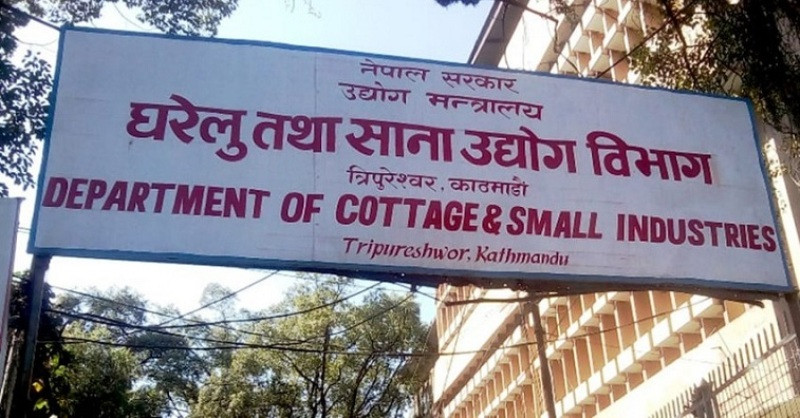 नेपाल सरकार
उद्योग मन्त्रालय
घरेलु तथा साना उद्योग विभाग
त्रिपुरेश्वर, काठमाडौं
DEPARTMENT OF COTTAGE & SMALL INDUSTRIES
Tripureshwor, Kathmandu